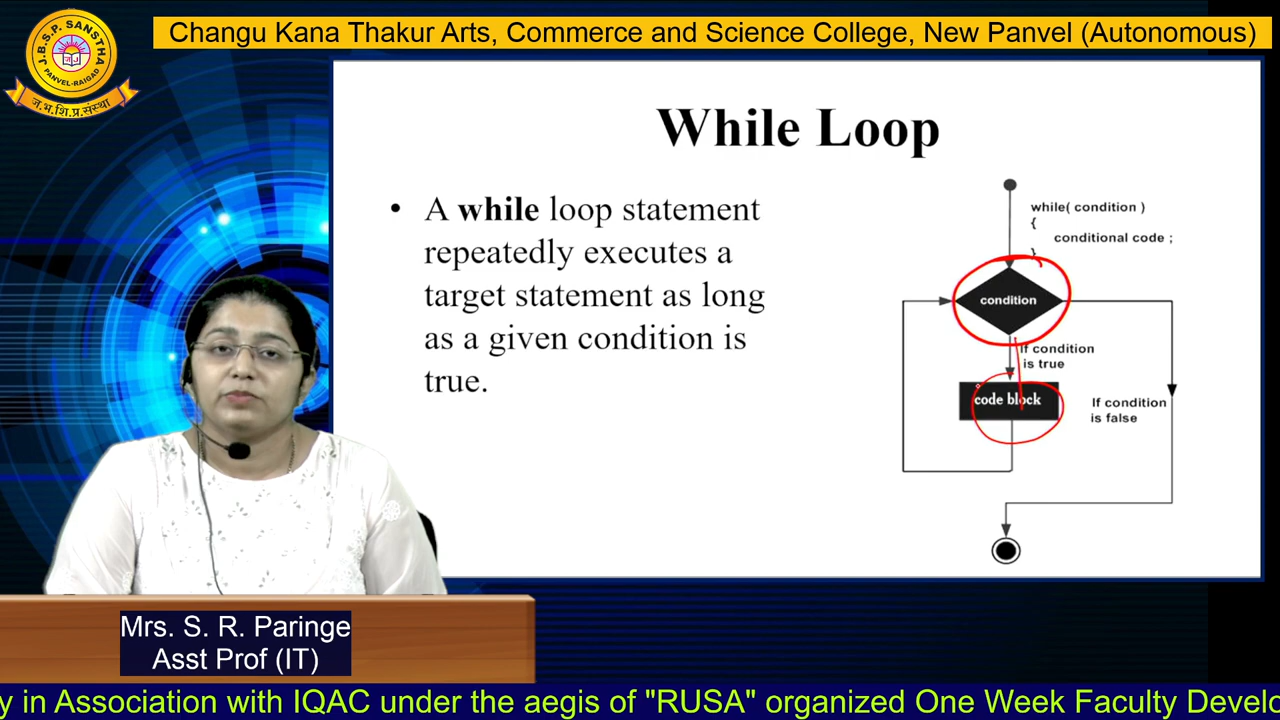 Changu Kana Thakur Arts, Commerce and Science College, New Panvel (Autonomous)
J.B.S.P. SANSTHA
PANVEL-RAIGAD
ज.भ.शि.प्र.संस्था
While Loop
• A while loop statement
repeatedly executes a
target statement as long
as a given condition is
true.
while( condition )
{
conditional code ;
}
condition
If condition
is true
code block
If condition
is false
Mrs. S. R. Paringe
Asst Prof (IT)
y in Association with IQAC under the aegis of "RUSA" organized One Week Faculty Develo